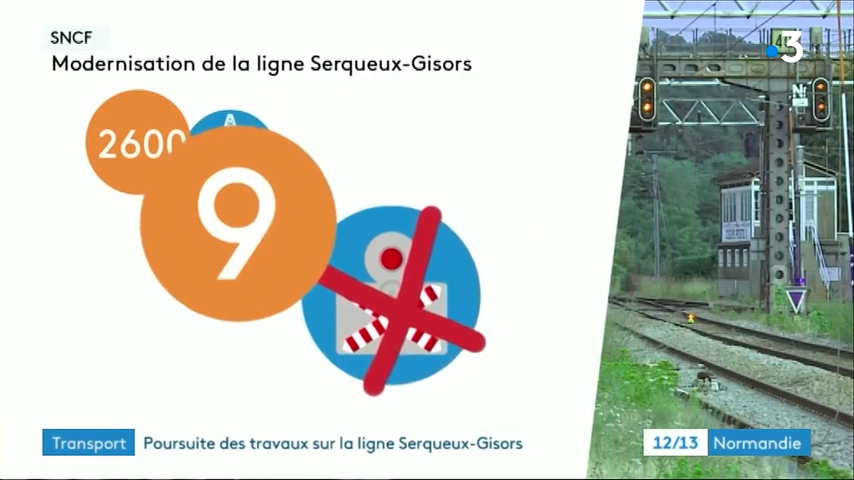 SNCF
Modernisation de la ligne Serqueux-Gisors
2600
9
3
Transport
Poursuite des travaux sur la ligne Serqueux-Gisors
12/13 Normandie